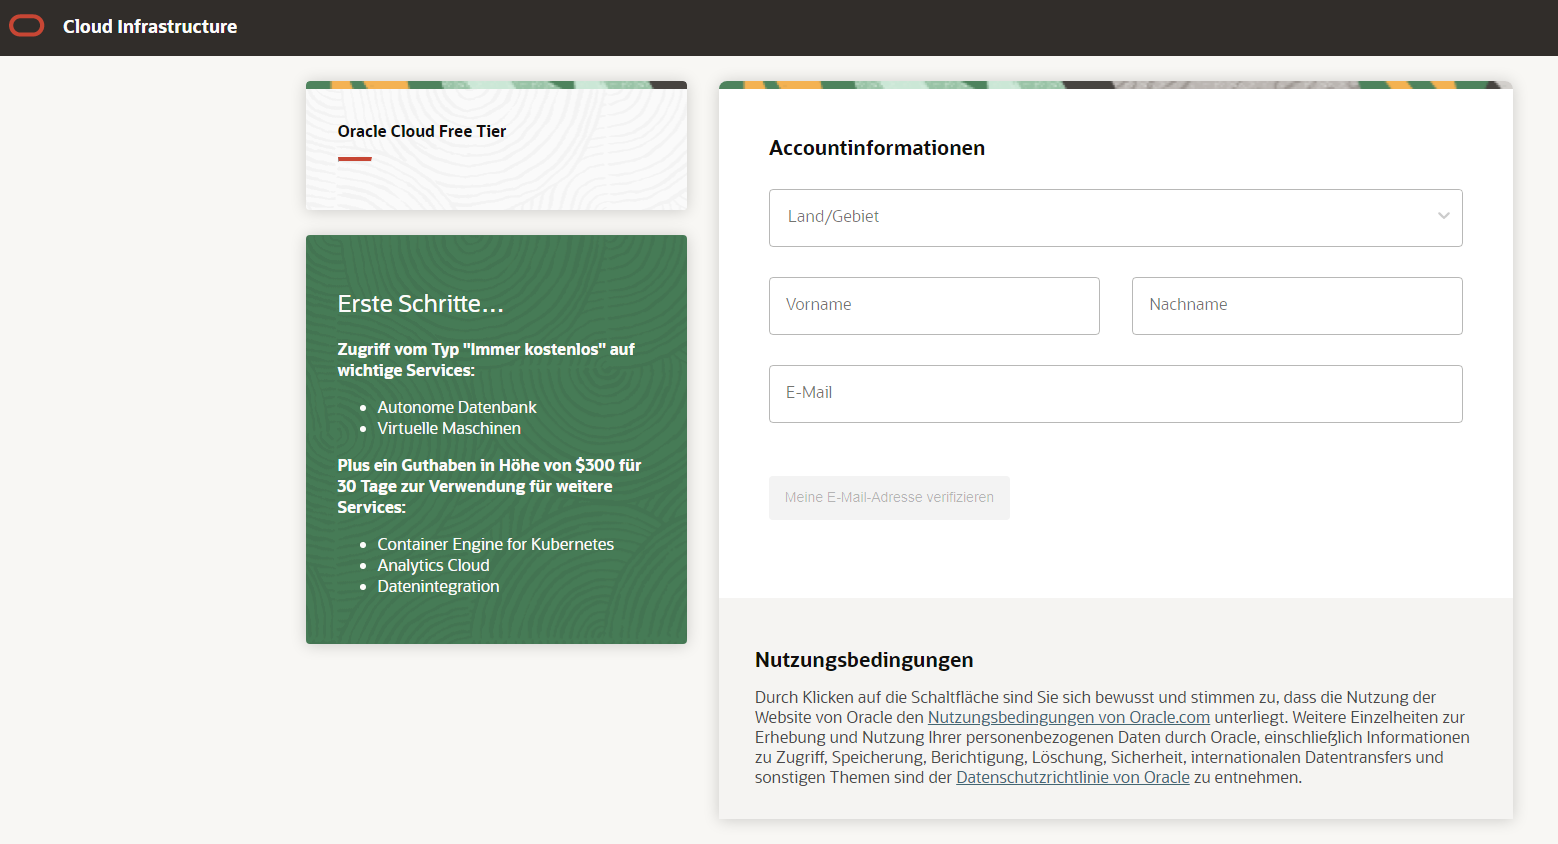 Cloud Infrastructure
Oracle Cloud Free Tier
Erste Schritte...
Zugriff vom Typ "Immer kostenlos" auf
wichtige Services:
Autonome Datenbank
Virtuelle Maschinen
Plus ein Guthaben in Höhe von $300 für
30 Tage zur Verwendung für weitere
Services:
Container Engine for Kubernetes
Analytics Cloud
Datenintegration
Accountinformationen
Land/Gebiet
Vorname
Nachname
E-Mail
Meine E-Mail-Adresse verifizieren
Nutzungsbedingungen
Durch Klicken auf die Schaltfläche sind Sie sich bewusst und stimmen zu, dass die Nutzung der
Website von Oracle den Nutzungsbedingungen von Oracle.com unterliegt. Weitere Einzelheiten zur
Erhebung und Nutzung Ihrer personenbezogenen Daten durch Oracle, einschließlich Informationen
zu Zugriff, Speicherung, Berichtigung, Löschung, Sicherheit, internationalen Datentransfers und
sonstigen Themen sind der Datenschutzrichtlinie von Oracle zu entnehmen.